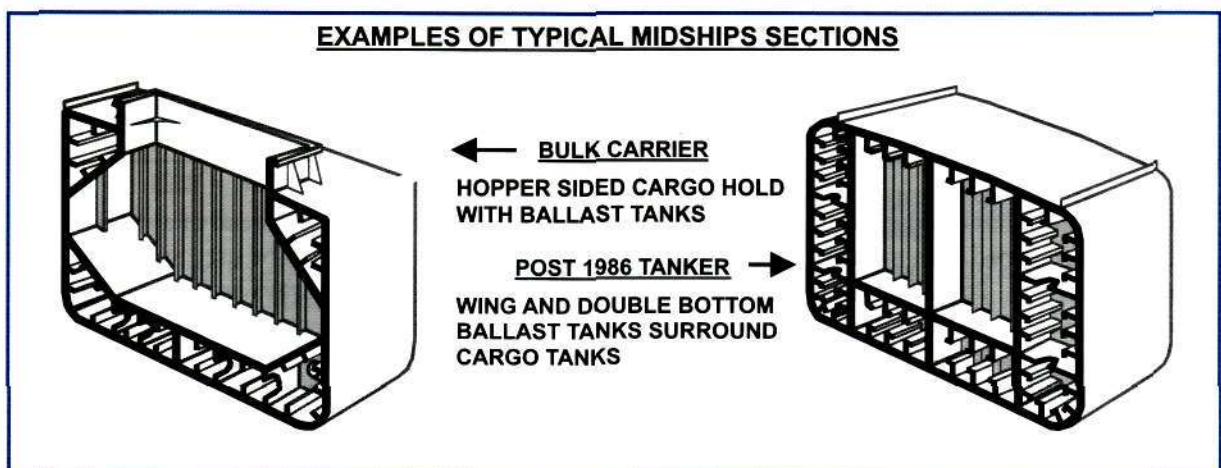 EXAMPLES OF TYPICAL MIDSHIPS SECTIONS
BULK CARRIER
HOPPER SIDED CARGO HOLD
WITH BALLAST TANKS
POST 1986 TANKER
WING AND DOUBLE BOTTOM
BALLAST TANKS SURROUND
CARGO TANKS